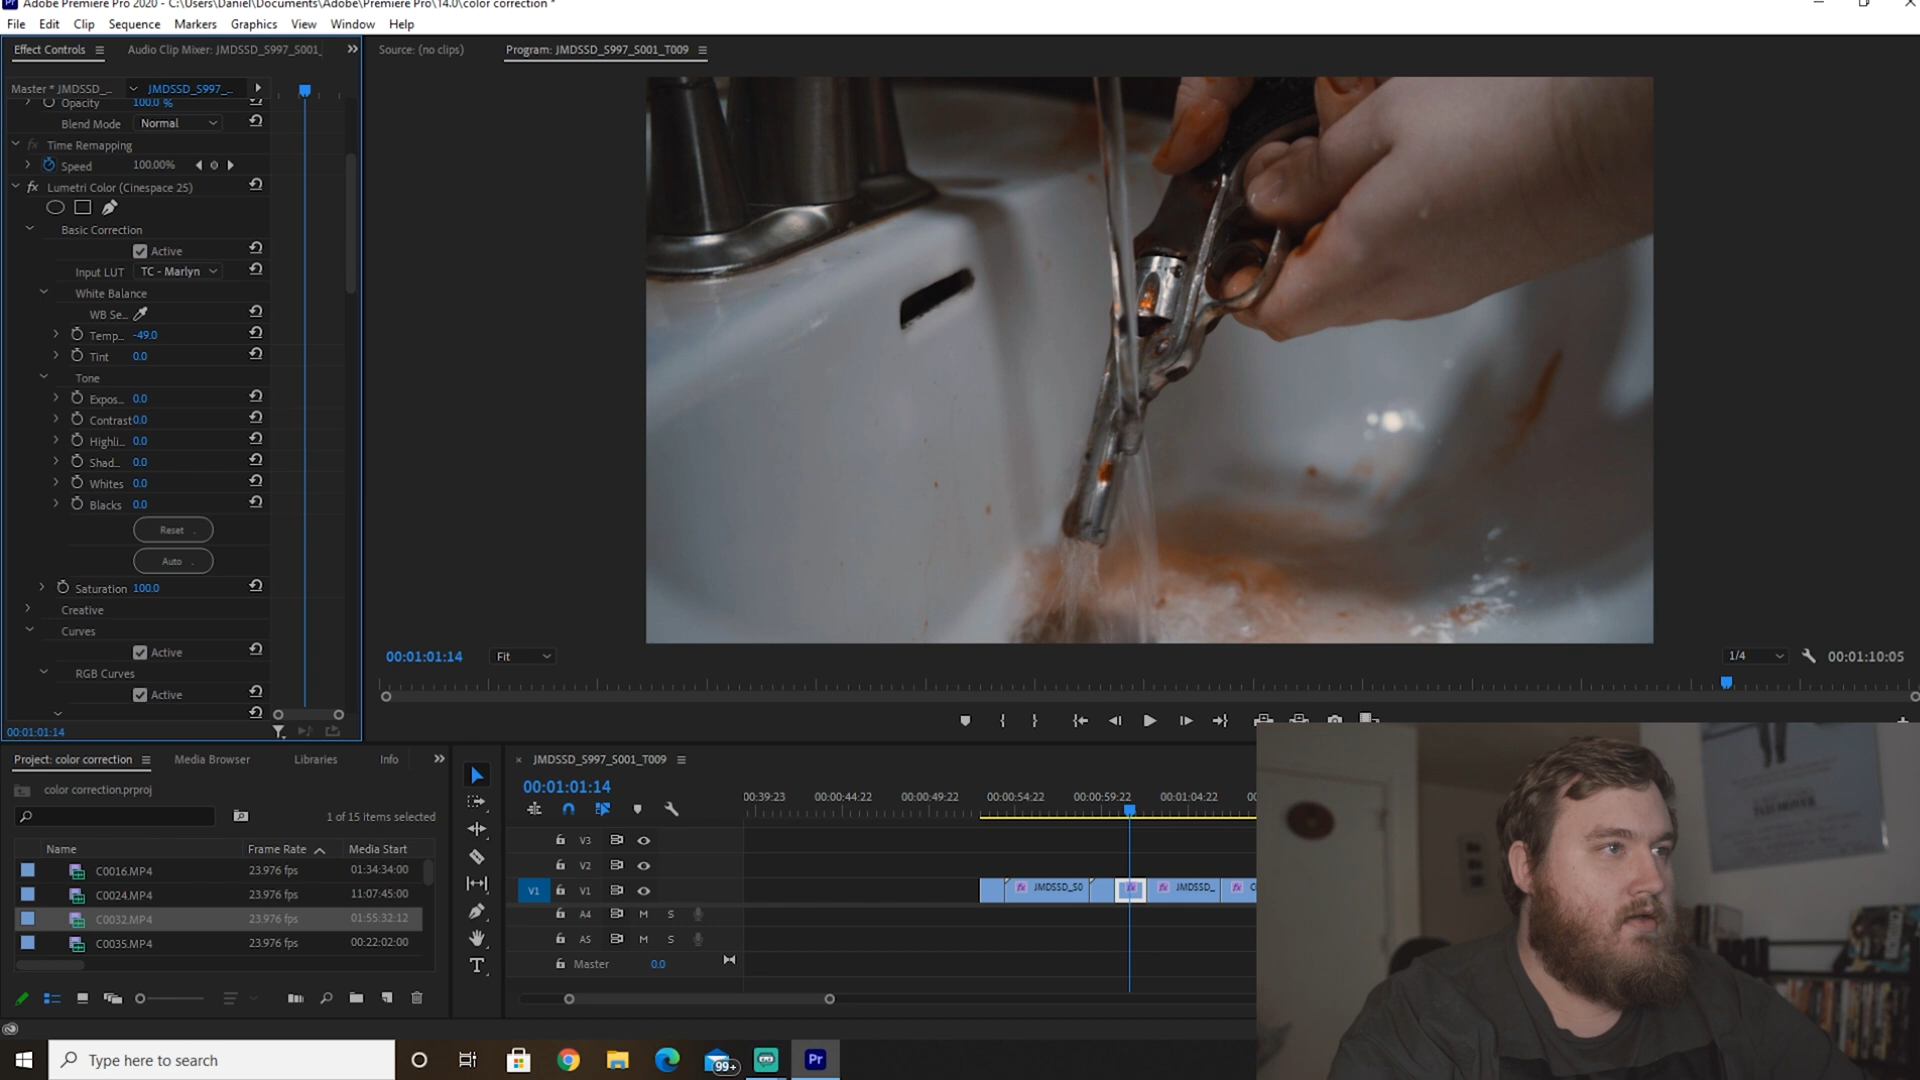 Adobe Premiere Pro 2020 - C:\Users\Daniel\Documents\Adobe\Premiere Pro\14.0\color correction *
File Edit Clip Sequence Markers Graphics View Window Help
Effect Controls
Audio Clip Mixer: JMDSSD_S997_S001_
Source: (no clips)
Program: JMDSSD_S997_S001_T009
Master * JMDSSD_...
JMDSSD_S997_...
Opacity 100.0 %
Blend Mode Normal
fx Time Remapping
Speed 100.00%
fx Lumetri Color (Cinespace 25)
Basic Correction
Active
Input LUT TC - Marlyn
White Balance
WB Se...
Temp... -49.0
Tint 0.0
Tone
Expos... 0.0
Contrast 0.0
Highli... 0.0
Shad... 0.0
Whites 0.0
Blacks 0.0
Reset
Auto
Saturation 100.0
Creative
Curves
Active
RGB Curves
Active
00:01:01:14
00:01:01:14
Fit
1/4
00:01:10:05
Project: color correction
Media Browser
Libraries
Info
color correction.prproj
1 of 15 items selected
Name Frame Rate Media Start
C0016.MP4 23.976 fps 01:34:34:00
C0024.MP4 23.976 fps 11:07:45:00
C0032.MP4 23.976 fps 01:55:32:12
C0035.MP4 23.976 fps 00:22:02:00
JMDSSD_S997_S001_T009
00:01:01:14
00:39:23 00:00:44:22 00:00:49:22 00:00:54:22 00:00:59:22 00:01:04:22 00
V3
V2
V1 V1 fx JMDSSD_S0 fx fx JMDSSD_ fx C
A4 M S
A5 M S
Master 0.0
Type here to search
99+
Pr